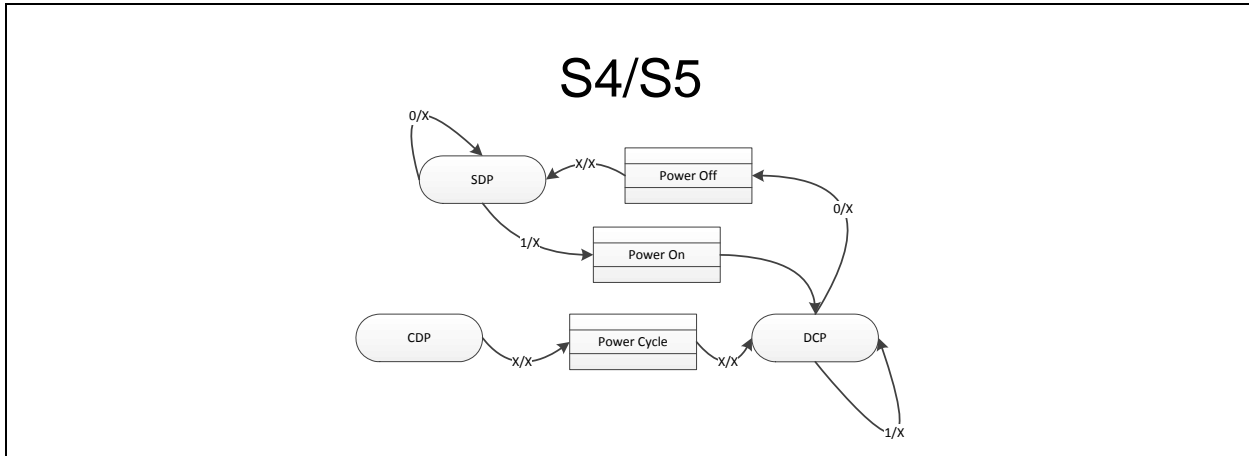 S4/S5
0/X
SDP
X/X
Power Off
0/X
1/X
Power On
CDP
X/X
Power Cycle
X/X
DCP
1/X